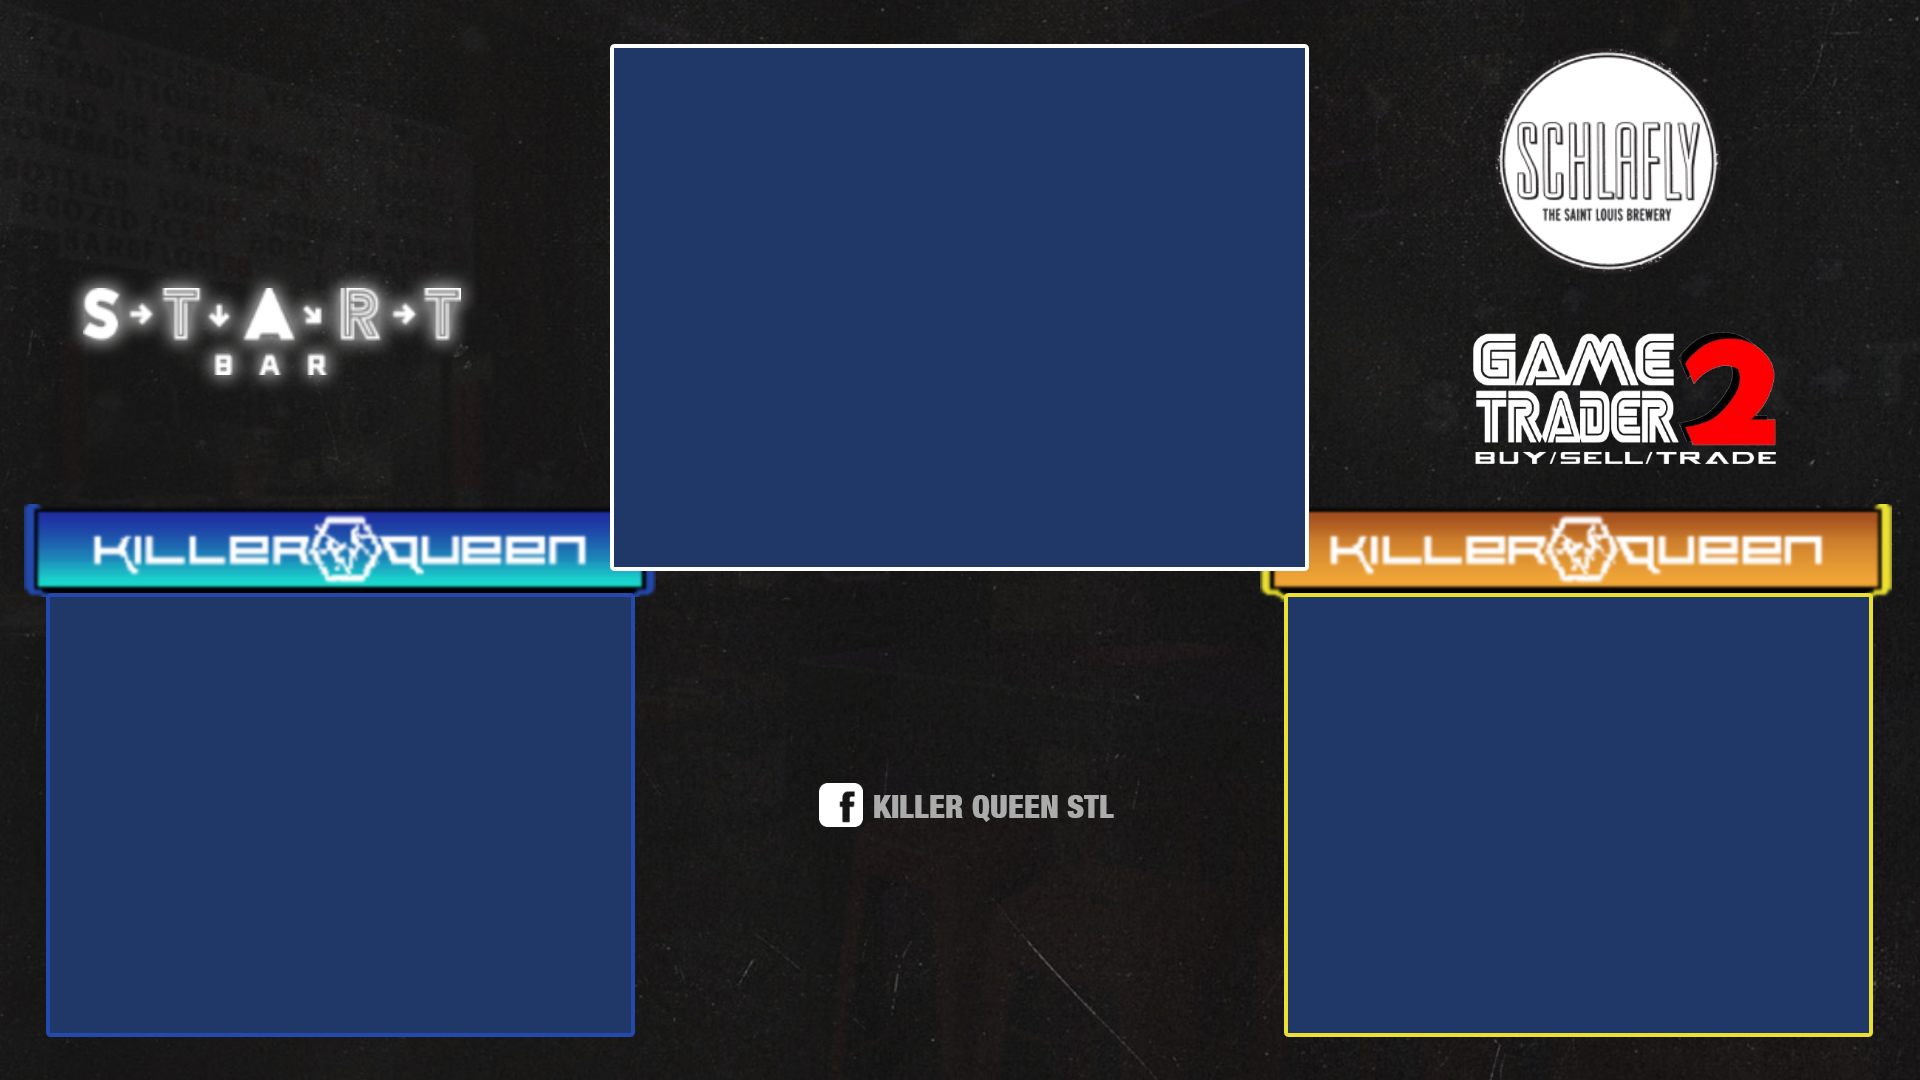 SCHLAFLY
THE SAINT LOUIS BREWERY
START
BAR
GAME
TRADER 2
BUY/SELL/TRADE
KILLER QUEEN
KILLER QUEEN
f KILLER QUEEN STL